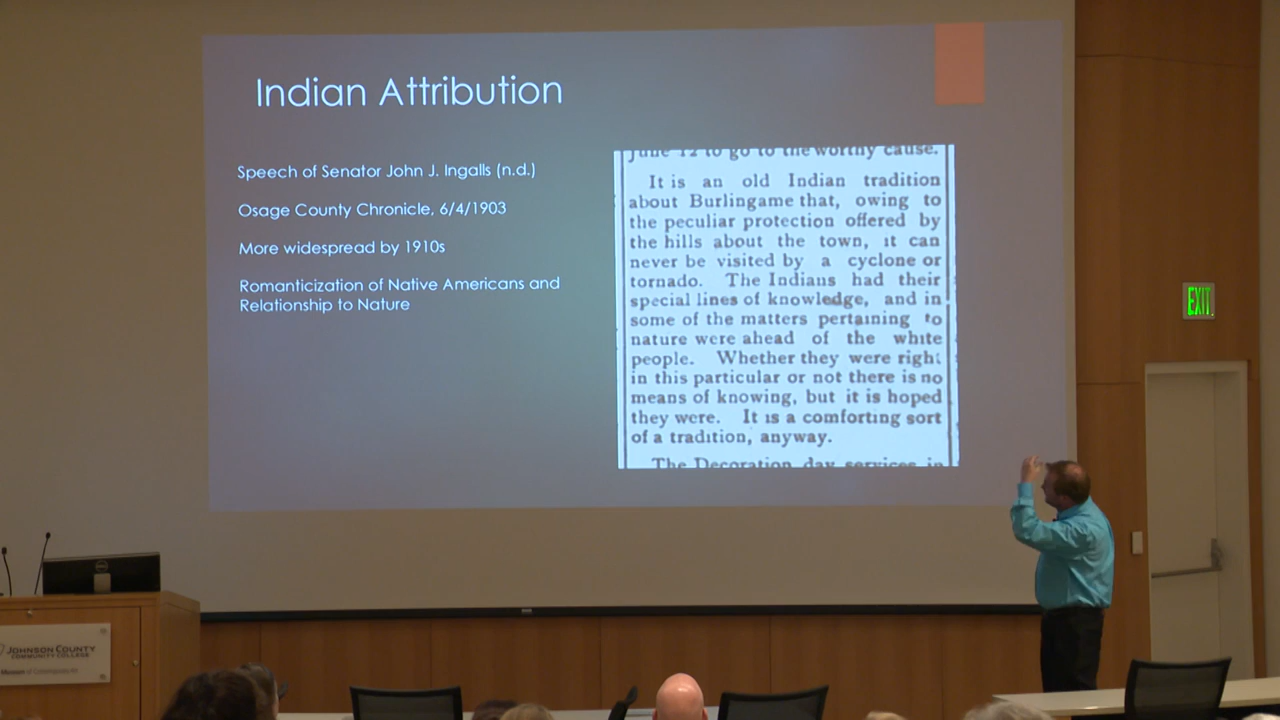 Indian Attribution
Speech of Senator John J. Ingalls (n.d.)
Osage County Chronicle, 6/4/1903
More widespread by 1910s
Romanticization of Native Americans and
Relationship to Nature
June 12 to go to the worthy cause.
It is an old Indian tradition
about Burlingame that, owing to
the peculiar protection offered by
the hills about the town, it can
never be visited by a cyclone or
tornado. The Indians had their
special lines of knowledge, and in
some of the matters pertaining to
nature were ahead of the white
people. Whether they were right
in this particular or not there is no
means of knowing, but it is hoped
they were. It is a comforting sort
of a tradition, anyway.
The Decoration day services in
EXIT
DELL
JOHNSON COUNTY
COMMUNITY COLLEGE
Museum of Contemporary Art